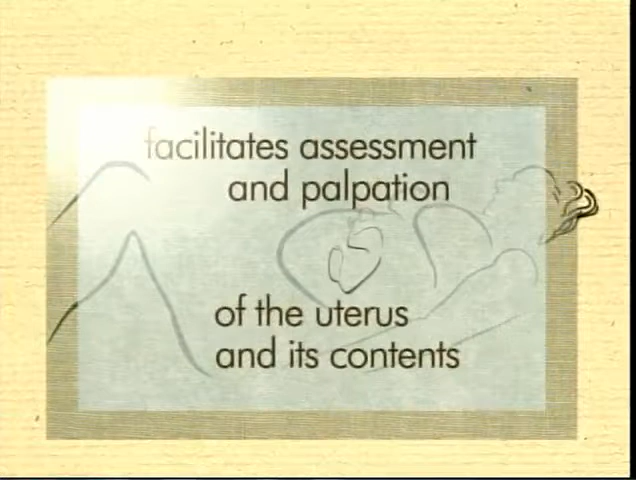 facilitates assessment
and palpation
of the uterus
and its contents